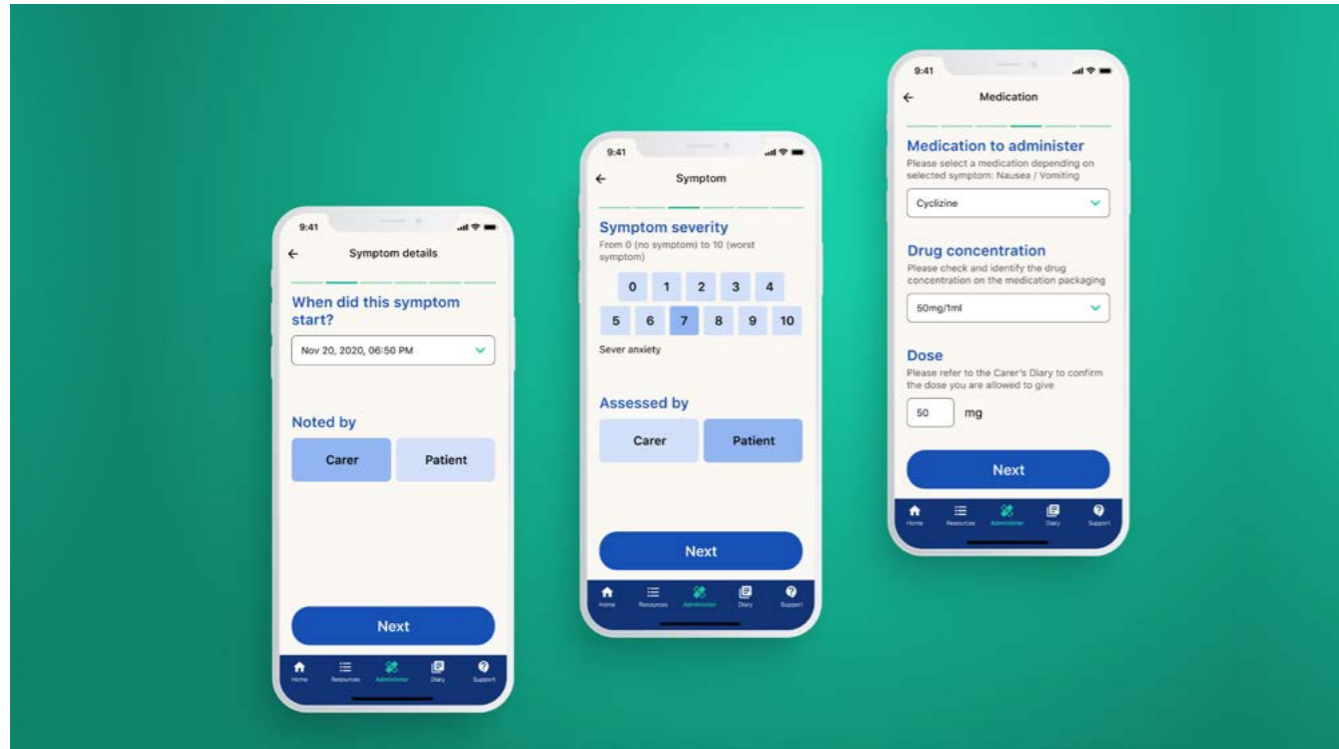 9:41
Symptom details
When did this symptom
start?
Nov 20, 2020, 06:50 PM
Noted by
Carer
Patient
Next
Home
Resources
Administer
Diary
Support
9:41
Symptom
Symptom severity
From 0 (no symptom) to 10 (worst
symptom)
0 1 2 3 4
5 6 7 8 9 10
Sever anxiety
Assessed by
Carer
Patient
Next
Home
Resources
Administer
Diary
Support
9:41
Medication
Medication to administer
Please select a medication depending on
selected symptom: Nausea / Vomiting
Cyclizine
Drug concentration
Please check and identify the drug
concentration on the medication packaging
50mg/1ml
Dose
Please refer to the Carer's Diary to confirm
the dose you are allowed to give
50 mg
Next
Home
Resources
Administer
Diary
Support